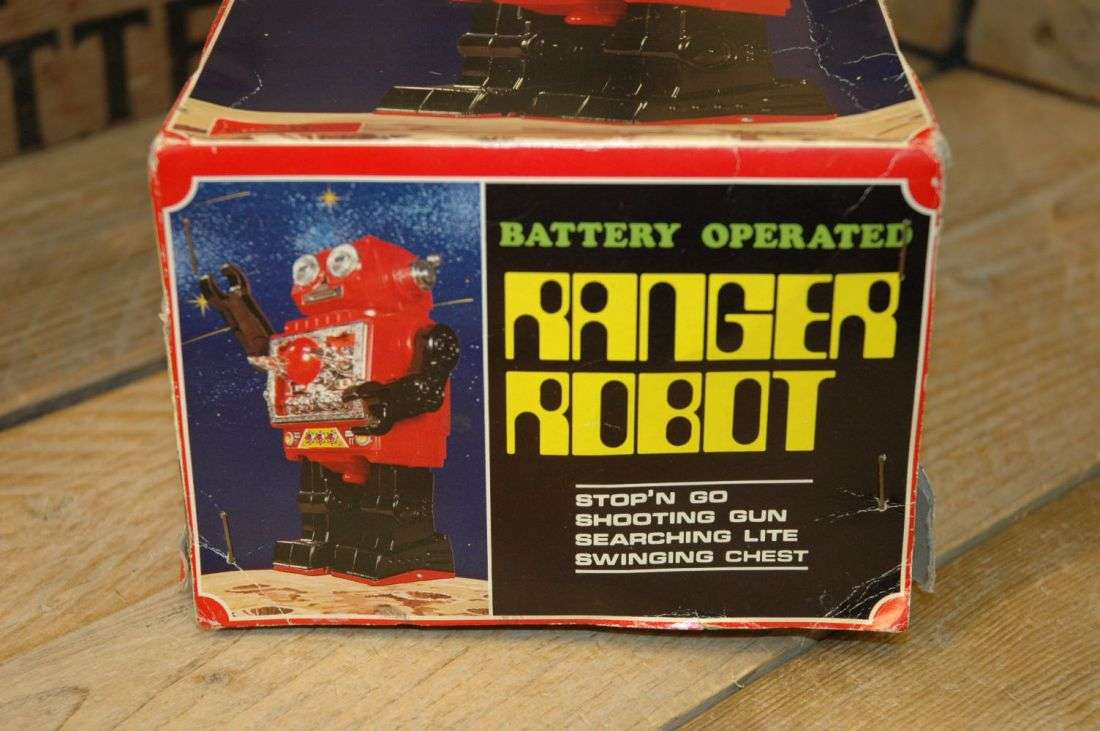 BATTERY OPERATED
RANGER
ROBOT
STOP'N GO
SHOOTING GUN
SEARCHING LITE
SWINGING CHEST